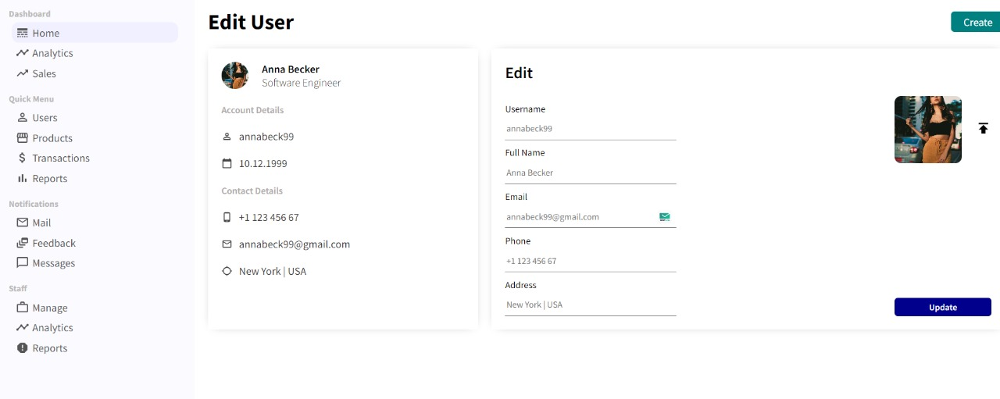 Dashboard
Home
Analytics
Sales
Quick Menu
Users
Products
Transactions
Reports
Notifications
Mail
Feedback
Messages
Staff
Manage
Analytics
Reports
Edit User
Create
Anna Becker
Software Engineer
Account Details
annabeck99
10.12.1999
Contact Details
+1 123 456 67
annabeck99@gmail.com
New York | USA
Edit
Username
annabeck99
Full Name
Anna Becker
Email
annabeck99@gmail.com
Phone
+1 123 456 67
Address
New York | USA
Update